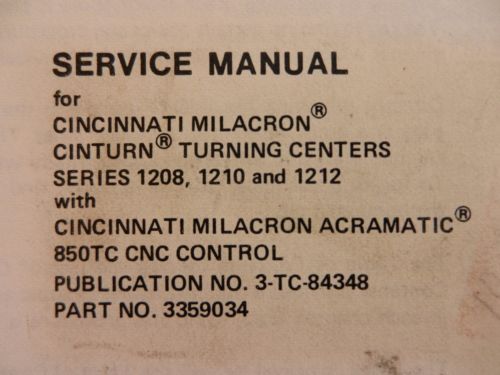 SERVICE MANUAL
for
CINCINNATI MILACRON®
CINTURN® TURNING CENTERS
SERIES 1208, 1210 and 1212
with
CINCINNATI MILACRON ACRAMATIC®
850TC CNC CONTROL
PUBLICATION NO. 3-TC-84348
PART NO. 3359034